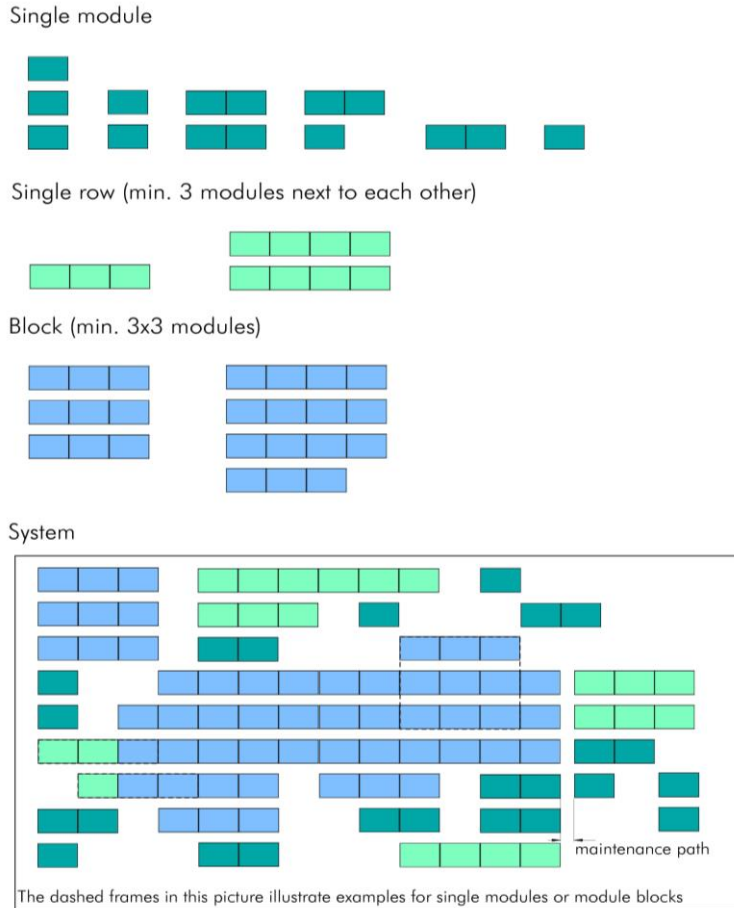 Single module
Single row (min. 3 modules next to each other)
Block (min. 3x3 modules)
System
maintenance path
The dashed frames in this picture illustrate examples for single modules or module blocks